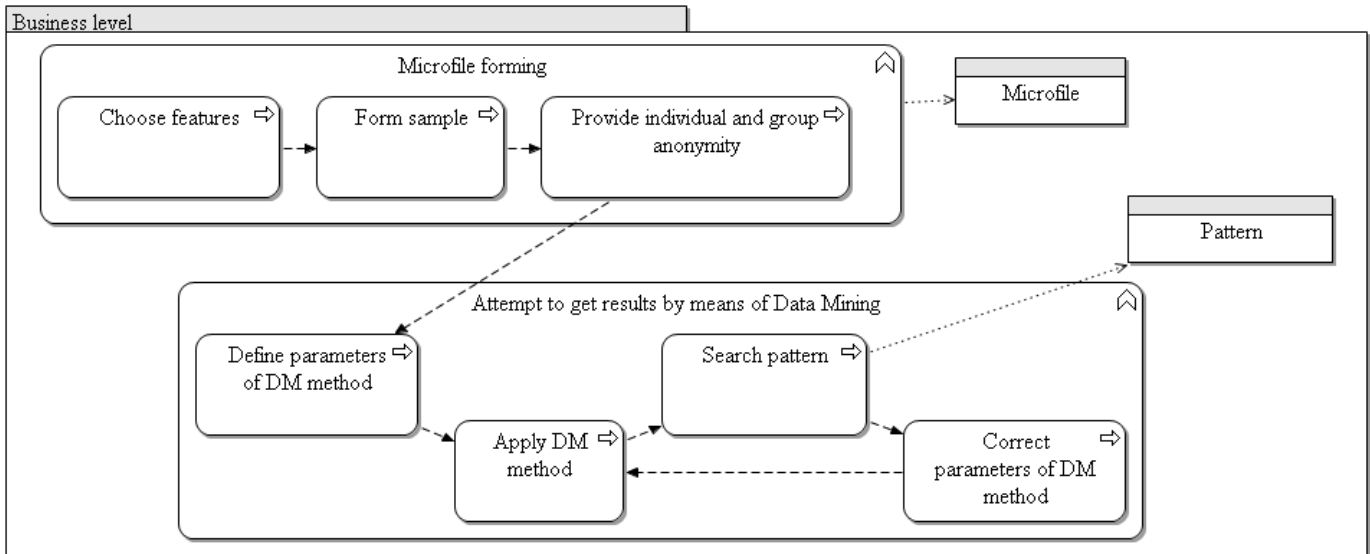 Business level
Microfile forming
Choose features
Form sample
Provide individual and group
anonymity
Microfile
Pattern
Attempt to get results by means of Data Mining
Define parameters
of DM method
Search pattern
Apply DM
method
Correct
parameters of DM
method